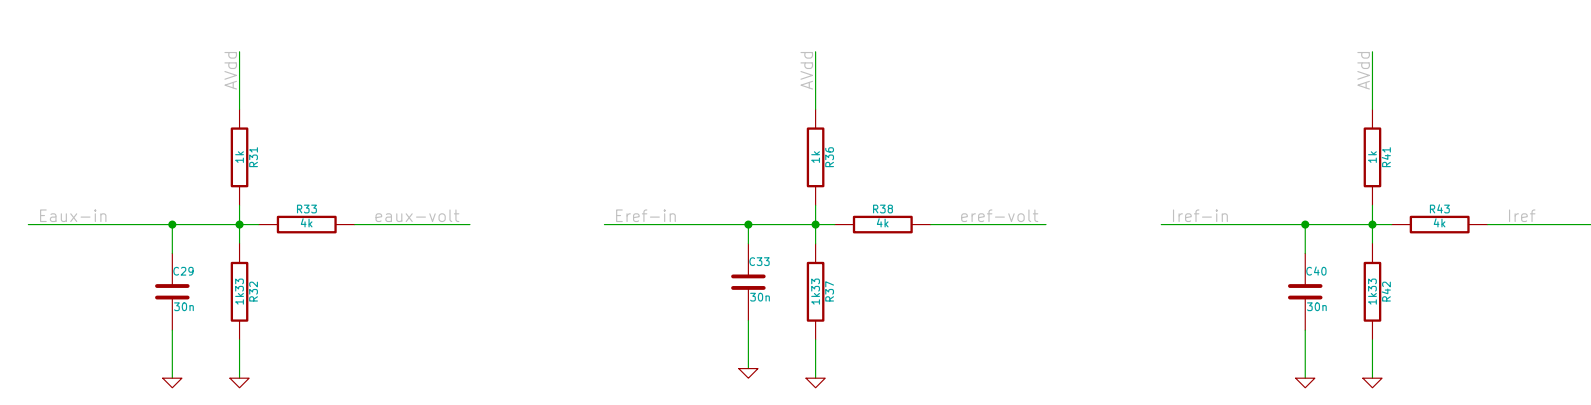 AVdd
1k
R31
Eaux-in
R33
4k
eaux-volt
C29
30n
1k33
R32
AVdd
1k
R36
Eref-in
R38
4k
eref-volt
C33
30n
1k33
R37
AVdd
1k
R41
Iref-in
R43
4k
Iref
C40
30n
1k33
R42